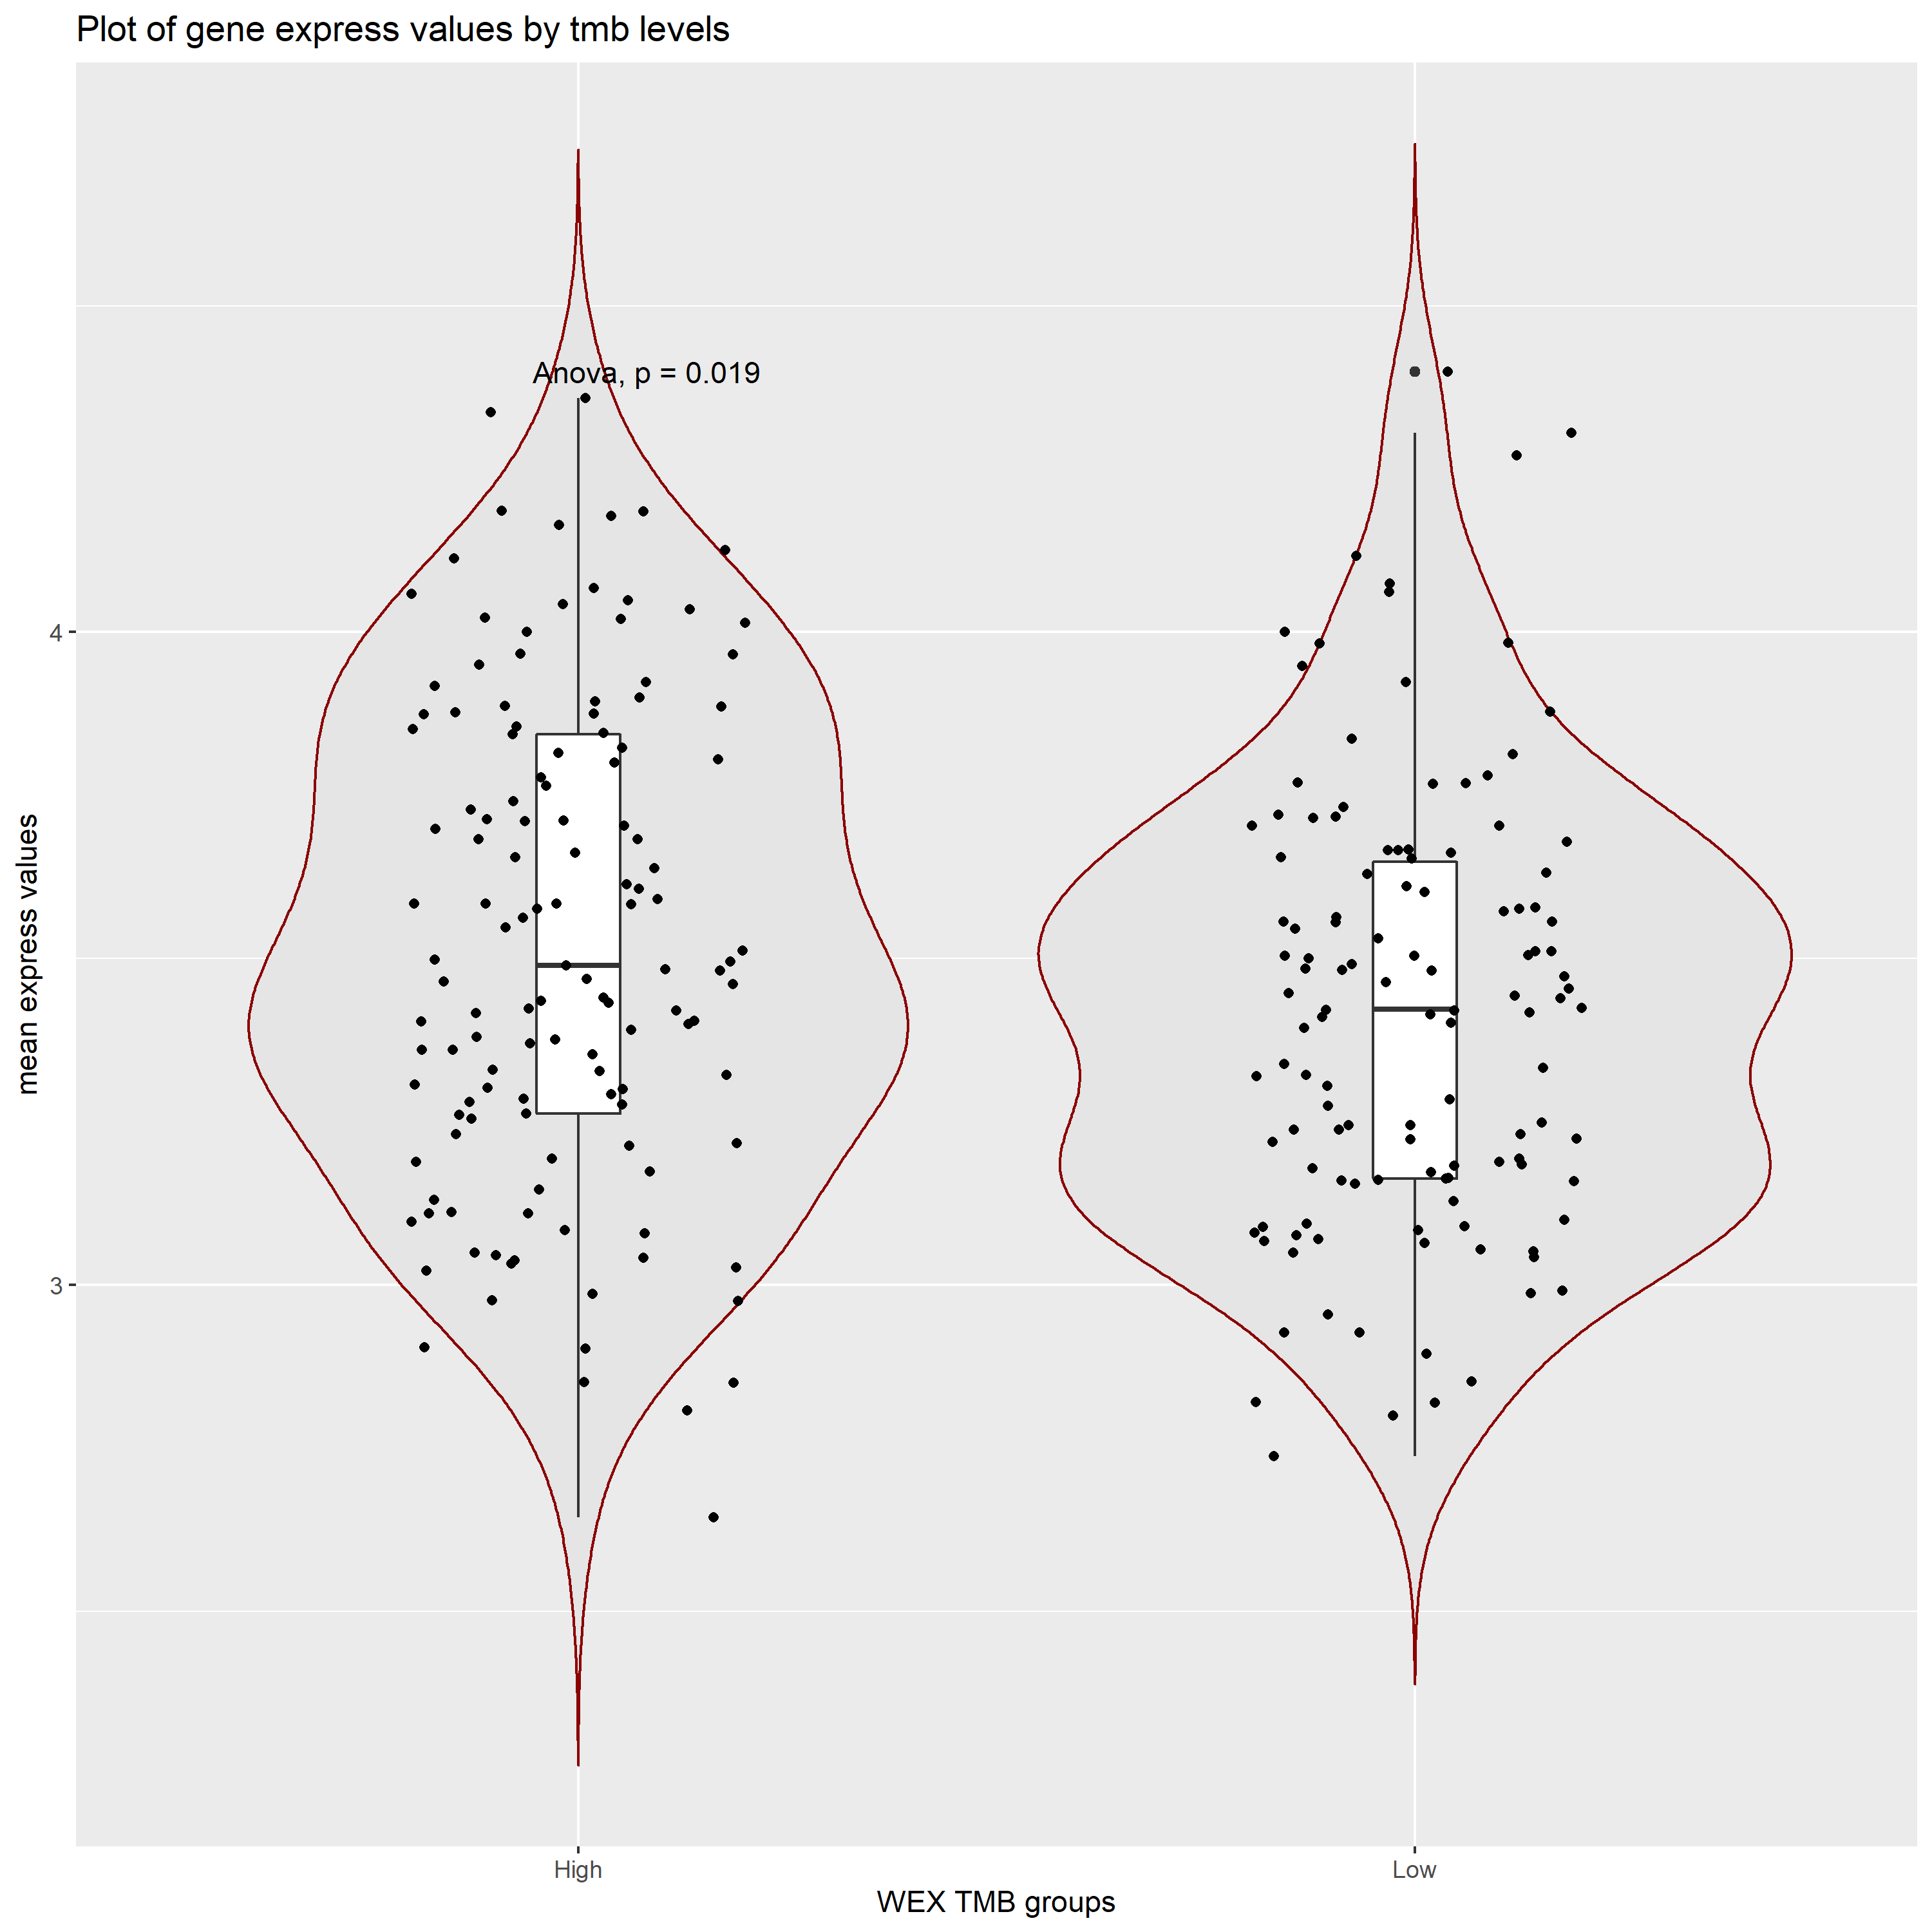 Plot of gene express values by tmb levels
Anova, p = 0.019
mean express values
4
3
High
Low
WEX TMB groups